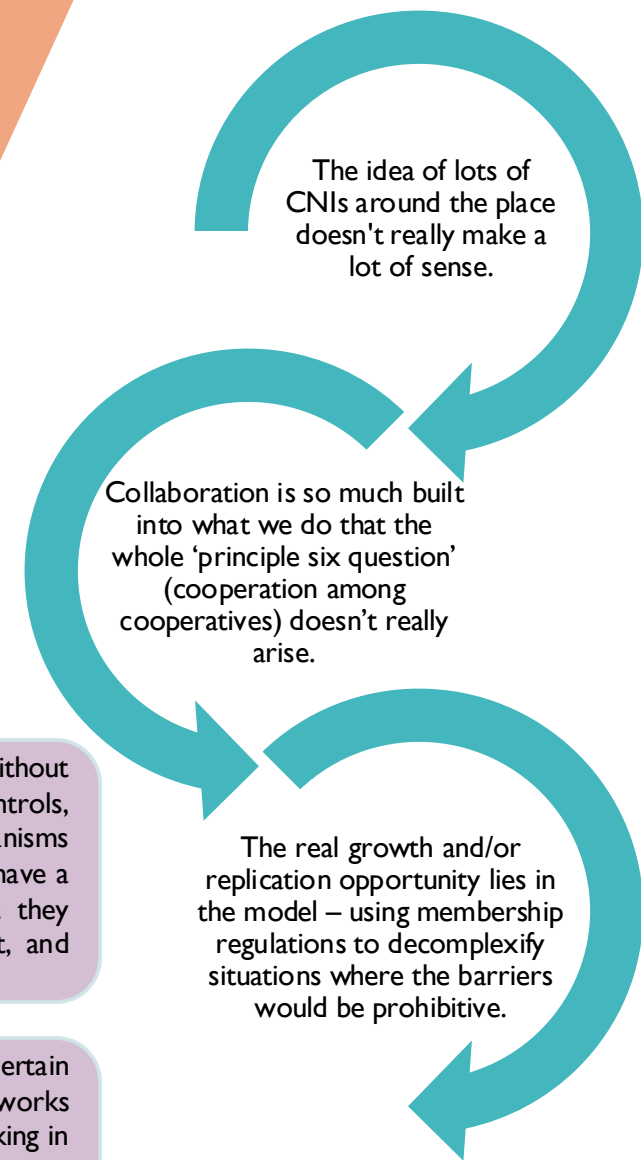 The idea of lots of
CNIs around the place
doesn't really make a
lot of sense.
Collaboration is so much built
into what we do that the
whole ‘principle six question’
(cooperation among
cooperatives) doesn’t really
arise.
The real growth and/or
replication opportunity lies in
the model – using membership
regulations to decomplexify
situations where the barriers
would be prohibitive.
ithout
ntrols,
anisms
have a
they
t, and
ertain
works
king in